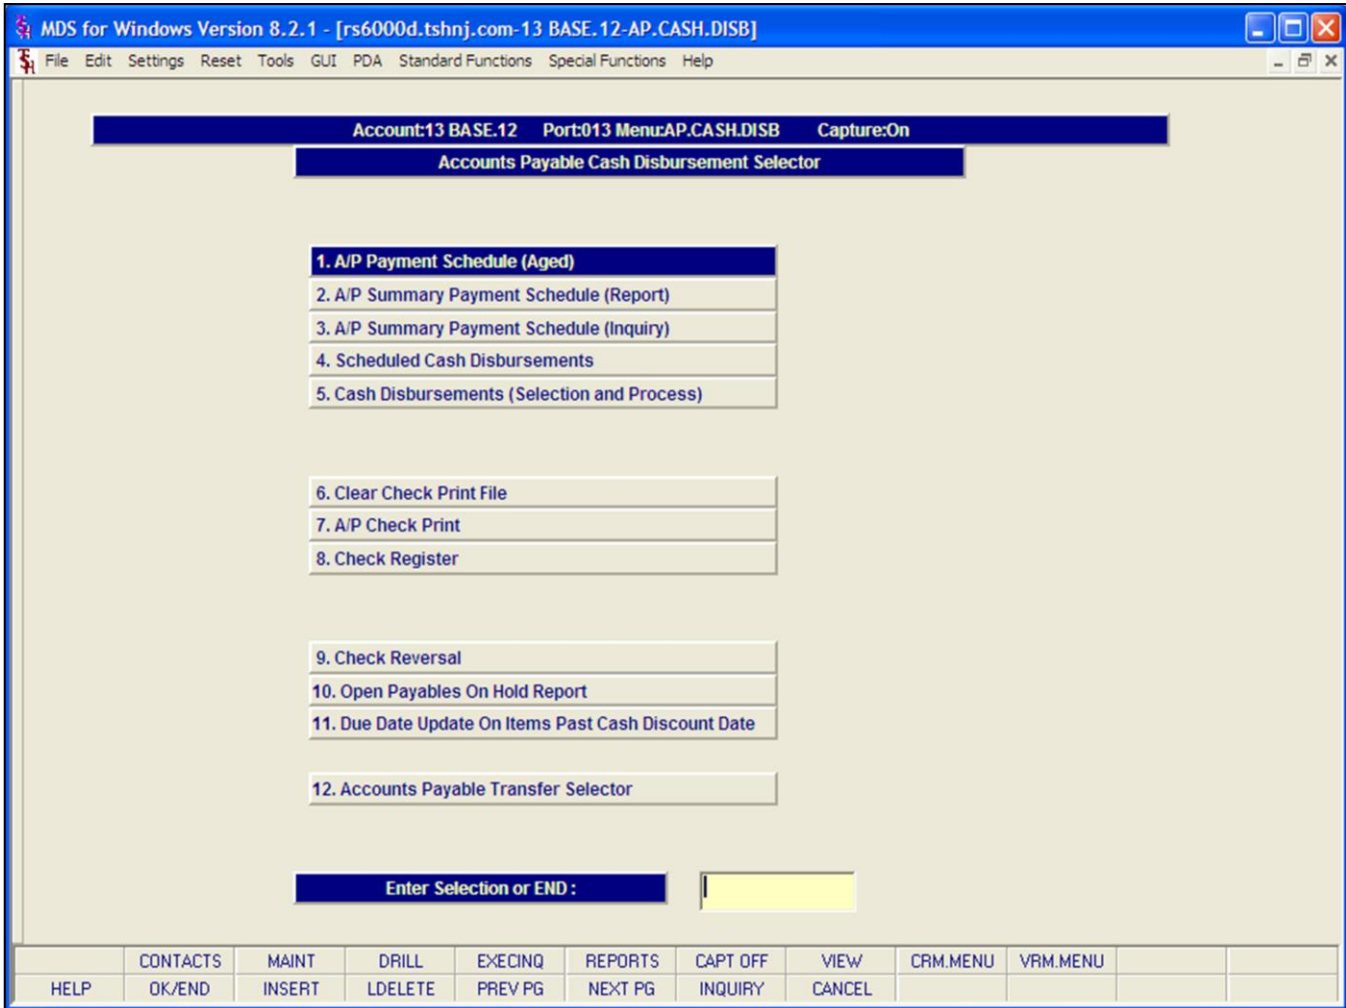 MDS for Windows Version 8.2.1 - [rs6000d.tshnj.com-13 BASE.12-AP.CASH.DISB]
File Edit Settings Reset Tools GUI PDA Standard Functions Special Functions Help
Account:13 BASE.12 Port:013 Menu:AP.CASH.DISB Capture:On
Accounts Payable Cash Disbursement Selector
1. A/P Payment Schedule (Aged)
2. A/P Summary Payment Schedule (Report)
3. A/P Summary Payment Schedule (Inquiry)
4. Scheduled Cash Disbursements
5. Cash Disbursements (Selection and Process)
6. Clear Check Print File
7. A/P Check Print
8. Check Register
9. Check Reversal
10. Open Payables On Hold Report
11. Due Date Update On Items Past Cash Discount Date
12. Accounts Payable Transfer Selector
Enter Selection or END :
CONTACTS MAINT DRILL EXECINQ REPORTS CAPT OFF VIEW CRM.MENU VRM.MENU
HELP OK/END INSERT LDELETE PREV PG NEXT PG INQUIRY CANCEL